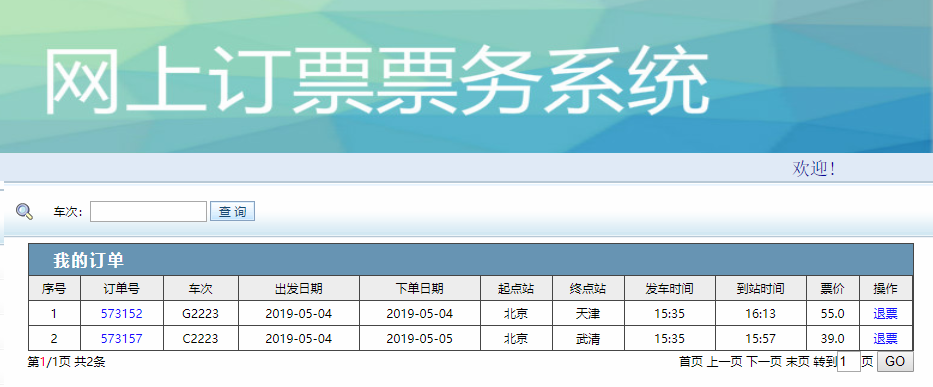 网上订票票务系统
欢迎!
车次: 查 询
我的订单
序号 订单号 车次 出发日期 下单日期 起点站 终点站 发车时间 到站时间 票价 操作
1 573152 G2223 2019-05-04 2019-05-04 北京 天津 15:35 16:13 55.0 退票
2 573157 C2223 2019-05-04 2019-05-05 北京 武清 15:35 15:57 39.0 退票
第1/1页 共2条 首页 上一页 下一页 末页 转到 1 页 GO